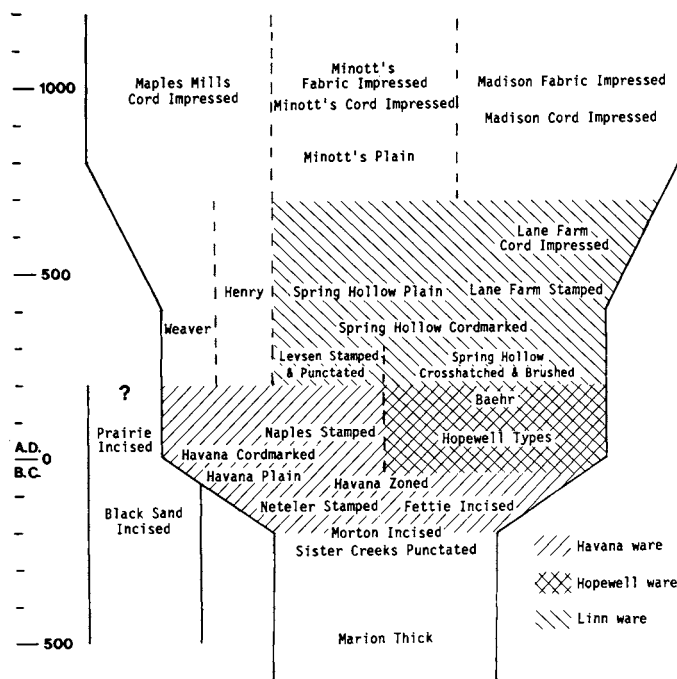 1000
Maples Mills
Cord Impressed
Minott's
Fabric Impressed
Minott's Cord Impressed
Minott's Plain
Madison Fabric Impressed
Madison Cord Impressed
500
Lane Farm
Cord Impressed
Henry
Spring Hollow Plain
Lane Farm Stamped
Weaver
Spring Hollow Cordmarked
Levsen Stamped
& Punctated
Spring Hollow
Crosshatched & Brushed
?
Baehr
Prairie
Incised
Naples Stamped
Hopewell Types
A.D.
0
B.C.
Havana Cordmarked
Havana Plain
Havana Zoned
Black Sand
Incised
Neteler Stamped
Fettie Incised
Morton Incised
Sister Creeks Punctated
Havana ware
Hopewell ware
Linn ware
500
Marion Thick